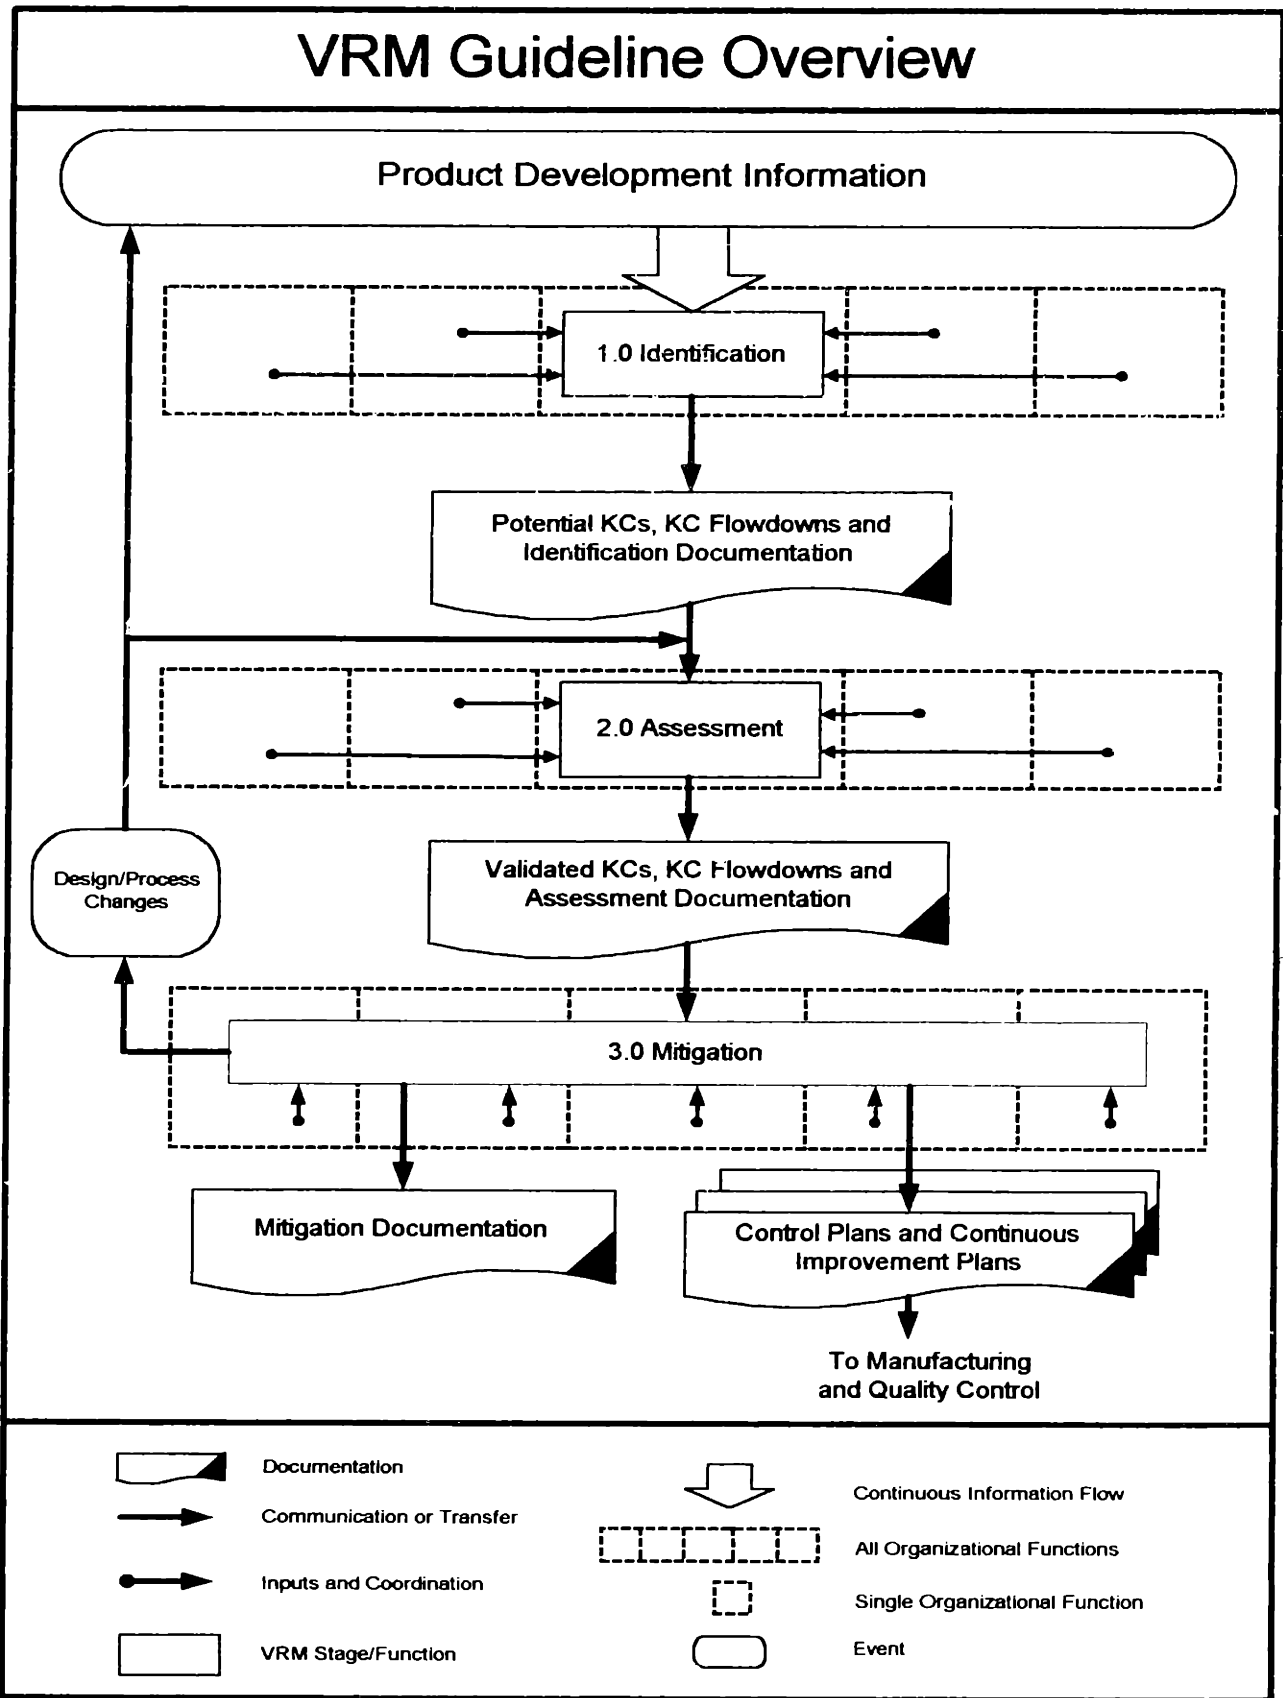 VRM Guideline Overview
Product Development Information
1.0 Identification
Potential KCs, KC Flowdowns and
Identification Documentation
2.0 Assessment
Validated KCs, KC Flowdowns and
Assessment Documentation
Design/Process
Changes
3.0 Mitigation
Mitigation Documentation
Control Plans and Continuous
Improvement Plans
To Manufacturing
and Quality Control
Documentation
Communication or Transfer
Inputs and Coordination
VRM Stage/Function
Continuous Information Flow
All Organizational Functions
Single Organizational Function
Event